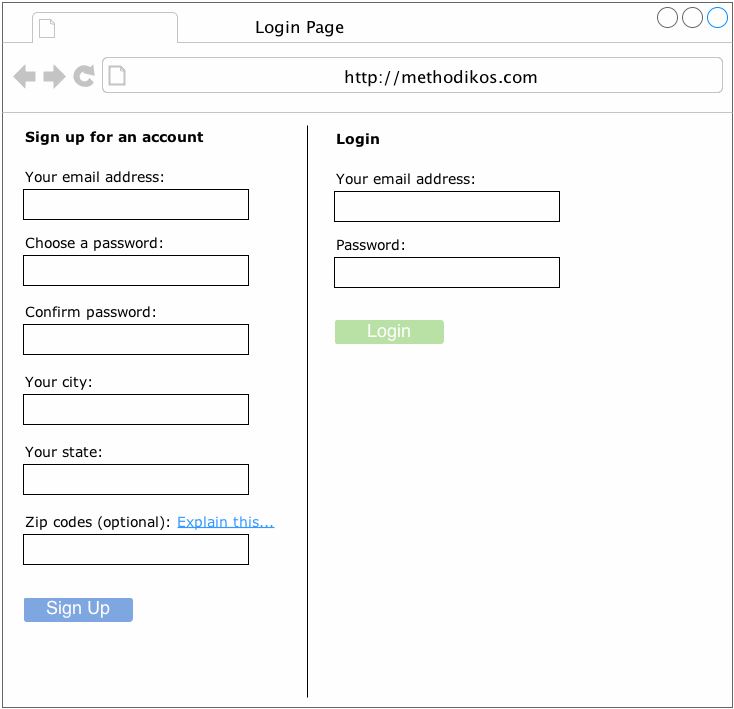 Login Page
http://methodikos.com
Sign up for an account
Your email address:
Choose a password:
Confirm password:
Your city:
Your state:
Zip codes (optional): Explain this...
Sign Up
Login
Your email address:
Password:
Login